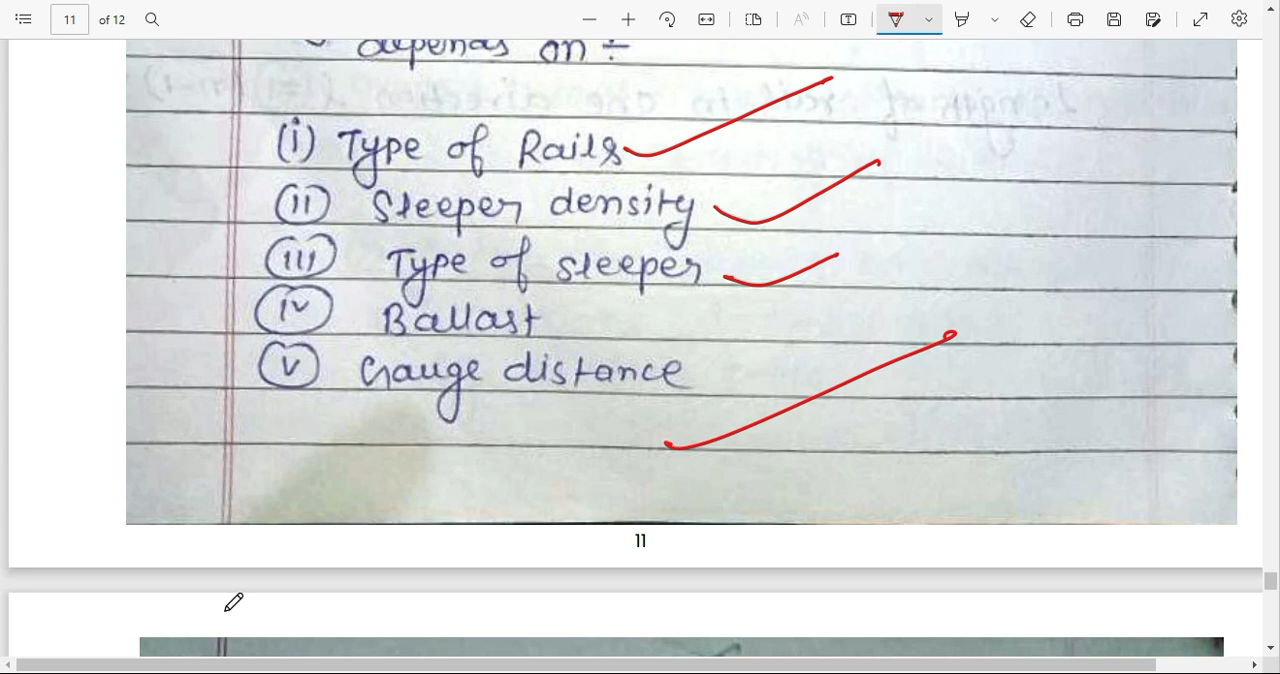 11 of 12
depends on ÷
(i) Type of Rails
(ii) Sleeper density
(iii) Type of sleeper
(iv) Ballast
(v) Gauge distance
11